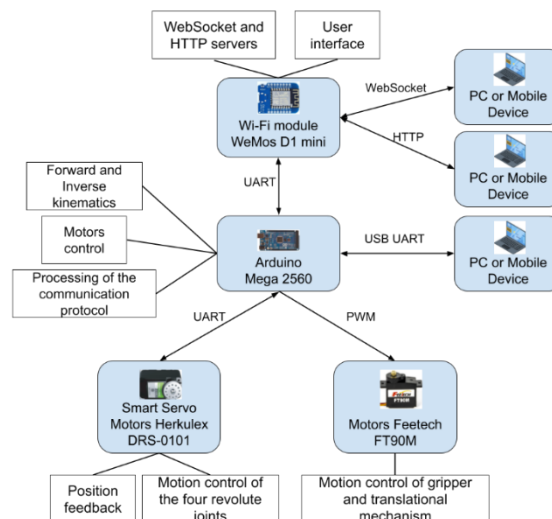 WebSocket and
HTTP servers
User
interface
Wi-Fi module
WeMos D1 mini
WebSocket
HTTP
PC or Mobile
Device
PC or Mobile
Device
UART
Forward and
Inverse
kinematics
Motors
control
Processing of the
communication
protocol
Arduino
Mega 2560
USB UART
PC or Mobile
Device
UART
PWM
Smart Servo
Motors Herkulex
DRS-0101
Feetech
FT90M
Motors Feetech
FT90M
Position
feedback
Motion control of
the four revolute
joints
Motion control of gripper
and translational
mechanism